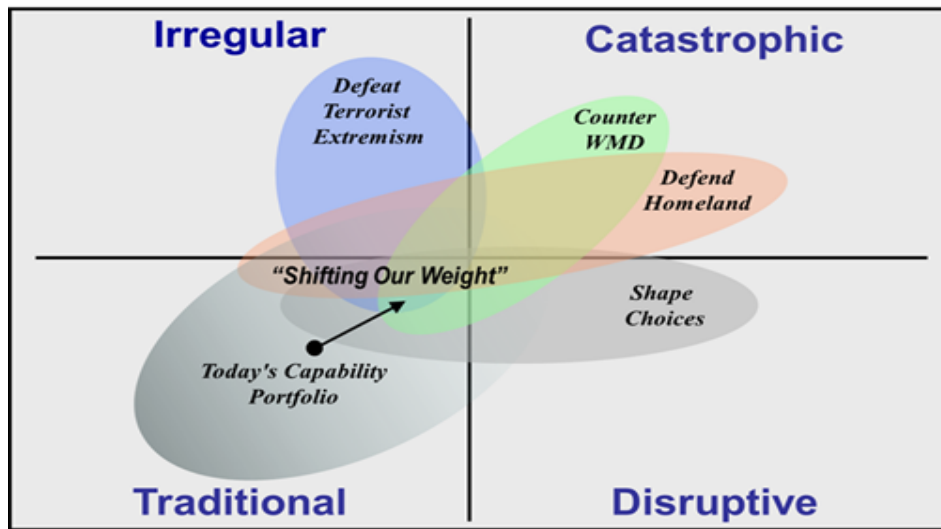 Irregular
Catastrophic
Defeat
Terrorist
Extremism
Counter
WMD
Defend
Homeland
“Shifting Our Weight”
Shape
Choices
Today's Capability
Portfolio
Traditional
Disruptive